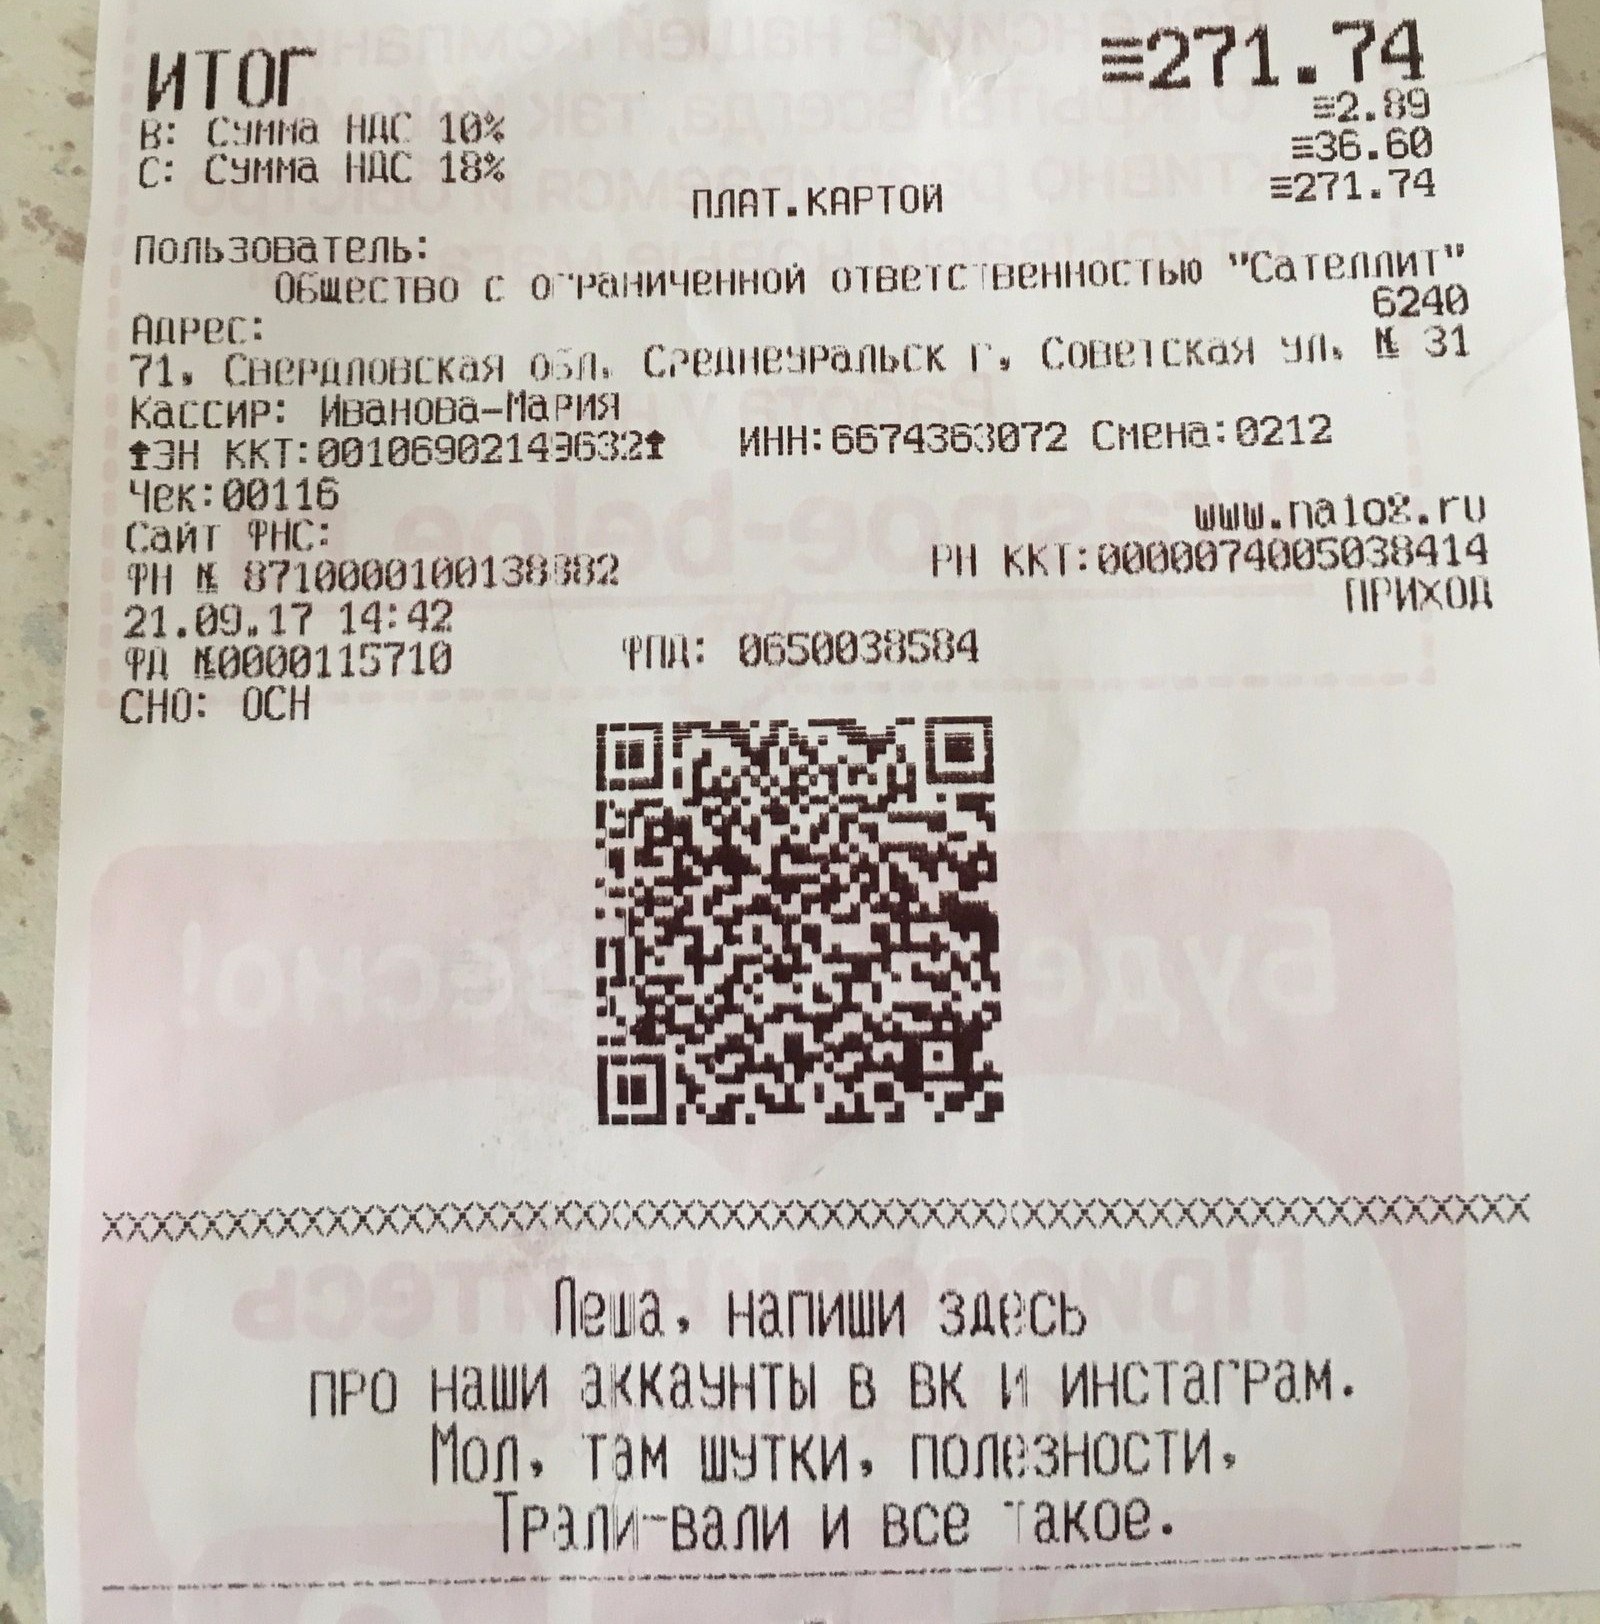 ИТОГ ≡271.74
В: Сумма НДС 10% ≡2.89
С: Сумма НДС 18% ≡36.60
ПЛАТ.КАРТОЙ ≡271.74
Пользователь:
Общество с ограниченной ответственностью "Сателлит"
Адрес: 6240
71, Свердловская обл, Среднеуральск г, Советская ул, № 31
Кассир: Иванова-Мария
ЗН ККТ:00106902149632 ИНН:6674363072 Смена:0212
Чек:00116
Сайт ФНС: www.nalog.ru
ФН № 8710000100138382 РН ККТ:0000074005038414
21.09.17 14:42 ПРИХОД
ФД №0000115710 ФПД: 0650038584
СНО: ОСН
XXXXXXXXXXXXXXXXXXXXXXXXXXXXXXXXXXXXXXXXXXXXXXXXXXXXXXXX
Леша, напиши здесь
про наши аккаунты в вк и инстаграм.
Мол, там шутки, полезности,
Трали-вали и все такое.